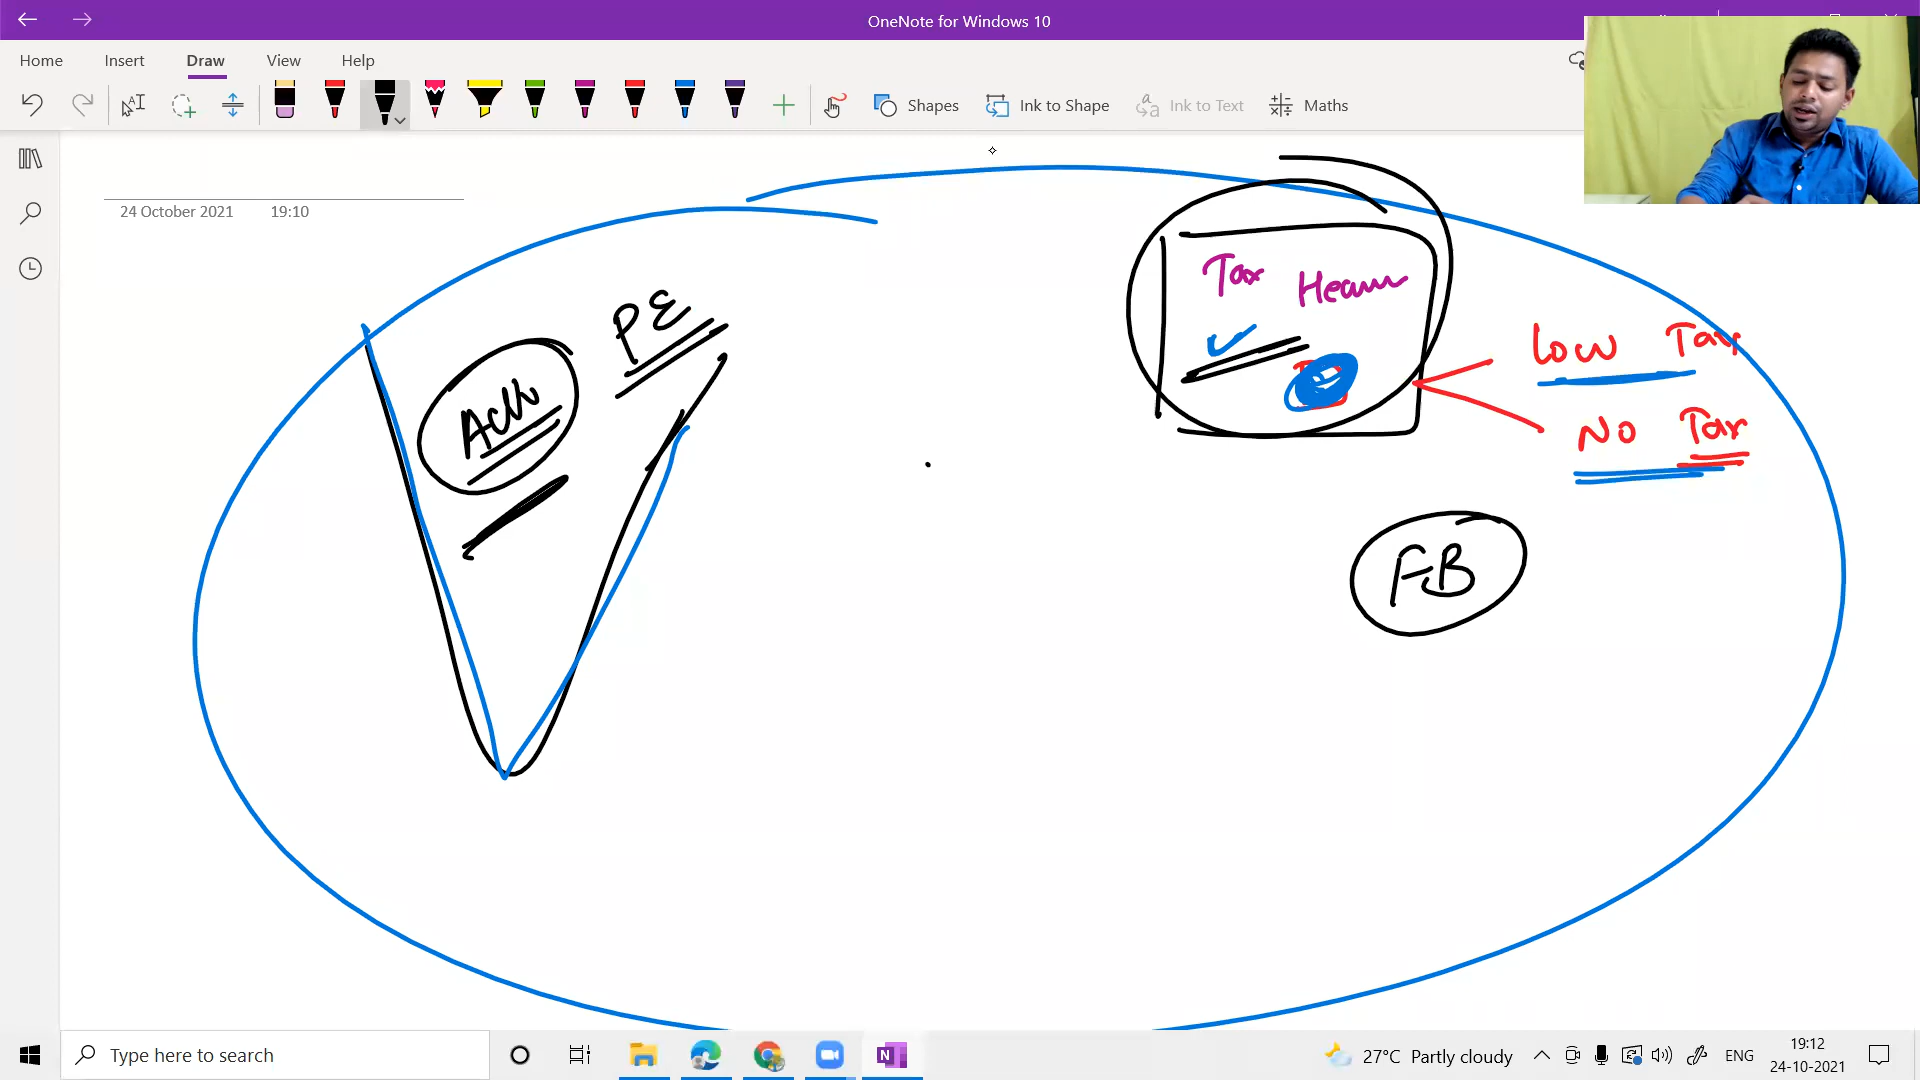 OneNote for Windows 10
Home Insert Draw View Help
Shapes Ink to Shape Ink to Text Maths
24 October 2021 19:10
PE
Tax Heavn
Low Tax
No Tax
FB
Type here to search
27°C Partly cloudy
ENG
19:12
24-10-2021